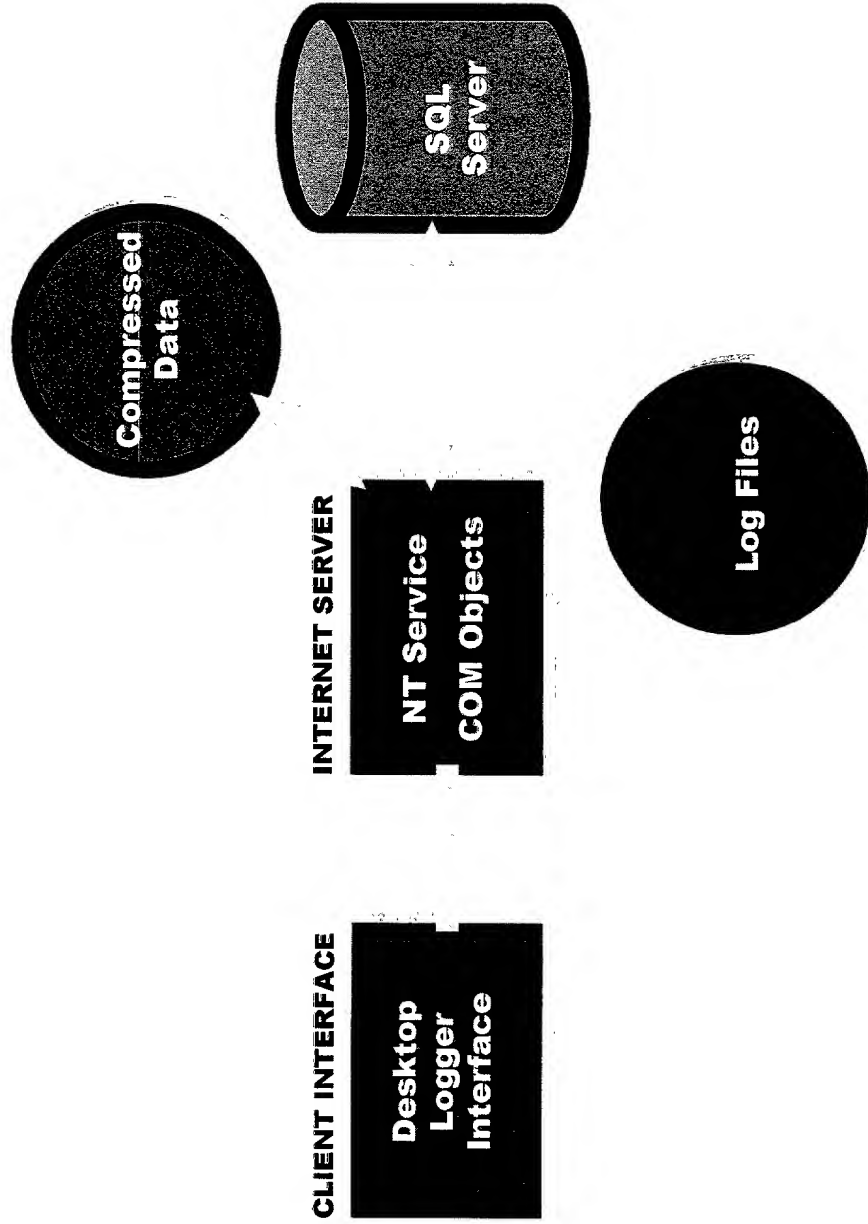 CLIENT INTERFACE
Desktop
Logger
Interface
INTERNET SERVER
NT Service
COM Objects
Compressed
Data
SQL
Server
Log Files